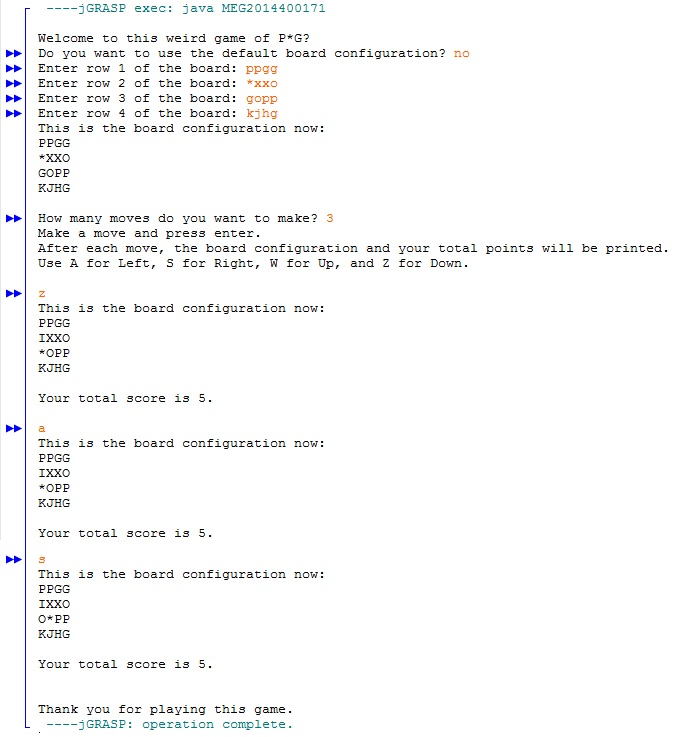 ----jGRASP exec: java MEG2014400171
Welcome to this weird game of P*G?
Do you want to use the default board configuration? no
Enter row 1 of the board: ppgg
Enter row 2 of the board: *xxo
Enter row 3 of the board: gopp
Enter row 4 of the board: kjhg
This is the board configuration now:
PPGG
*XXO
GOPP
KJHG
How many moves do you want to make? 3
Make a move and press enter.
After each move, the board configuration and your total points will be printed.
Use A for Left, S for Right, W for Up, and Z for Down.
z
This is the board configuration now:
PPGG
IXXO
*OPP
KJHG
Your total score is 5.
a
This is the board configuration now:
PPGG
IXXO
*OPP
KJHG
Your total score is 5.
s
This is the board configuration now:
PPGG
IXXO
O*PP
KJHG
Your total score is 5.
Thank you for playing this game.
----jGRASP: operation complete.